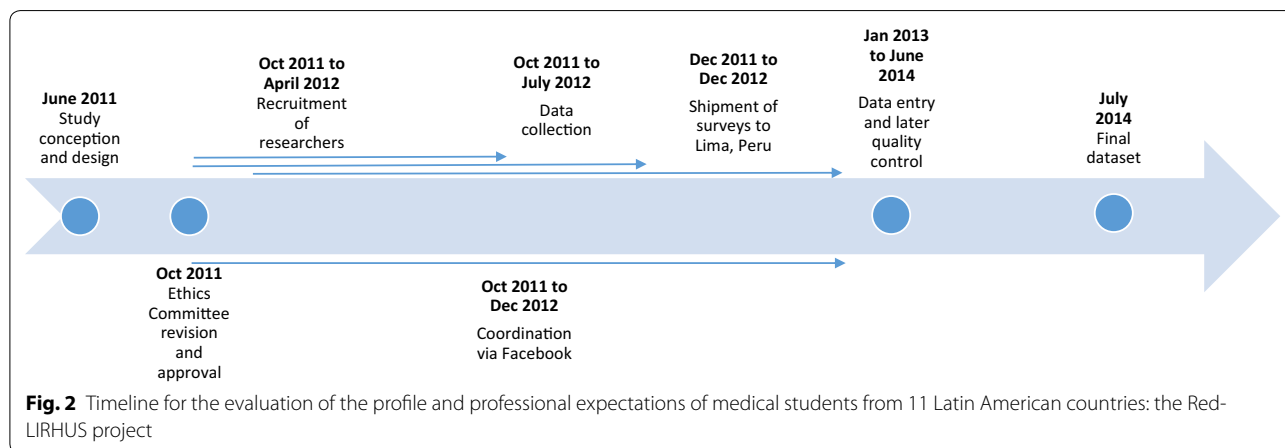 June 2011
Study
conception
and design
Oct 2011 to
April 2012
Recruitment
of
researchers
Oct 2011 to
July 2012
Data
collection
Dec 2011 to
Dec 2012
Shipment of
surveys to
Lima, Peru
Jan 2013
to June
2014
Data entry
and later
quality
control
July
2014
Final
dataset
Oct 2011
Ethics
Committee
revision
and
approval
Oct 2011 to
Dec 2012
Coordination
via Facebook
Fig. 2 Timeline for the evaluation of the profile and professional expectations of medical students from 11 Latin American countries: the Red-
LIRHUS project